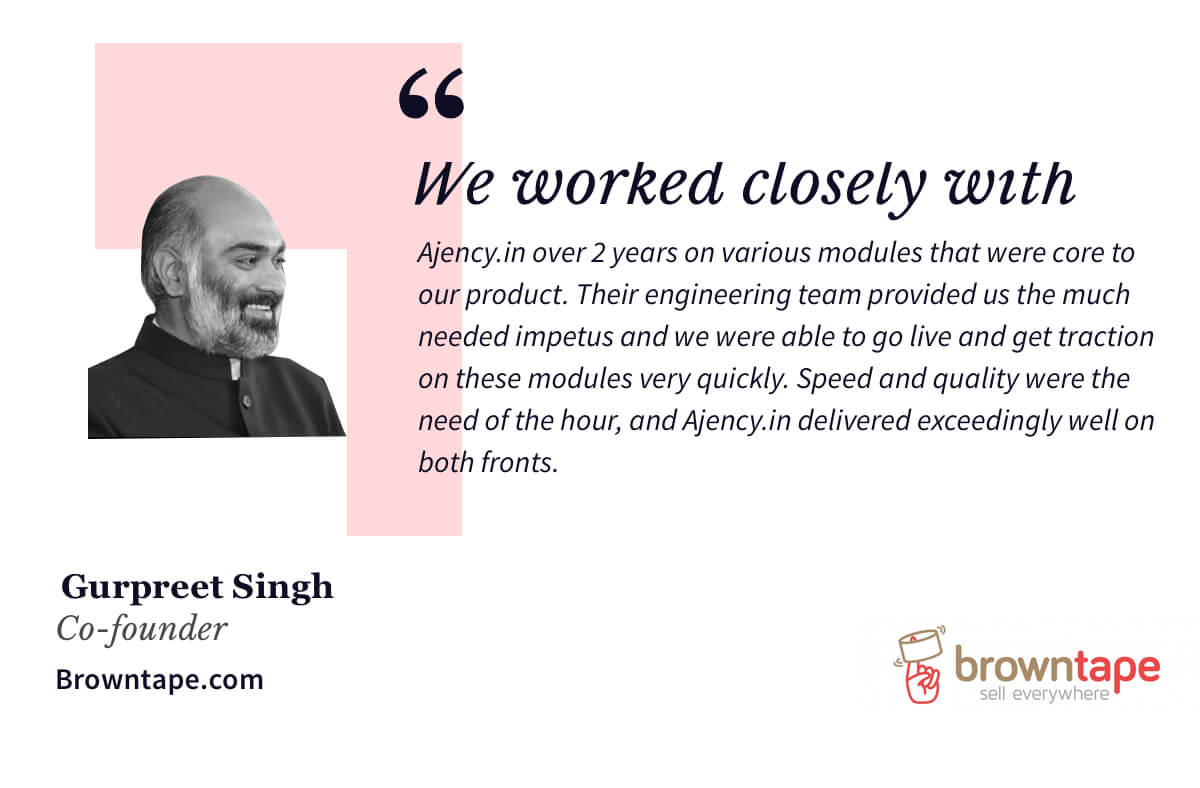 “
We worked closely with
Ajency.in over 2 years on various modules that were core to
our product. Their engineering team provided us the much
needed impetus and we were able to go live and get traction
on these modules very quickly. Speed and quality were the
need of the hour, and Ajency.in delivered exceedingly well on
both fronts.
Gurpreet Singh
Co-founder
Browntape.com
browntape
sell everywhere